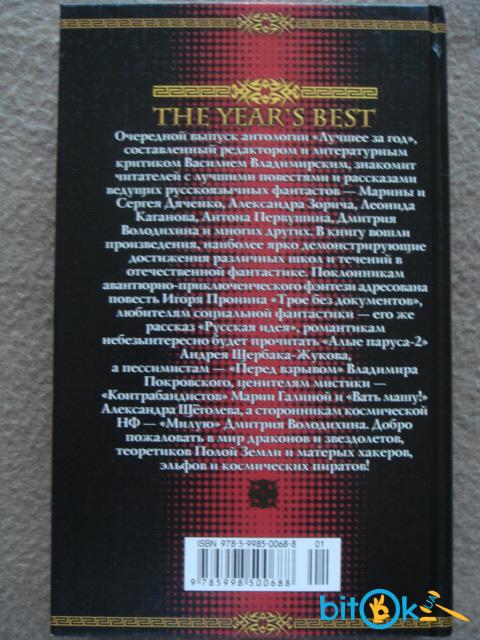 THE YEAR'S BEST
Очередной выпуск антологии «Лучшее за год»,
составленный редактором и литературным
критиком Василием Владимирским, знакомит
читателей с лучшими повестями и рассказами
ведущих русскоязычных фантастов — Марины и
Сергея Дяченко, Александра Зорича, Леонида
Каганова, Антона Первушина, Дмитрия
Володихина и многих других. В книгу вошли
произведения, наиболее ярко демонстрирующие
достижения различных школ и течений в
отечественной фантастике. Поклонникам
авантюрно-приключенческого фэнтези адресована
повесть Игоря Пронина «Трое без документов»,
любителям социальной фантастики — его же
рассказ «Русская идея», романтикам
небезынтересно будет прочитать «Алые паруса-2»
Андрея Щербака-Жукова,
а пессимистам — «Перед взрывом» Владимира
Покровского, ценителям мистики —
«Контрабандистов» Марии Галиной и «Вать машу!»
Александра Щёголева, а сторонникам космической
НФ — «Милую» Дмитрия Володихина. Добро
пожаловать в мир драконов и звездолетов,
теоретиков Полой Земли и матерых хакеров,
эльфов и космических пиратов!
ISBN 978-5-9985-0068-8 01
9 785998 500688
bitOk.UA